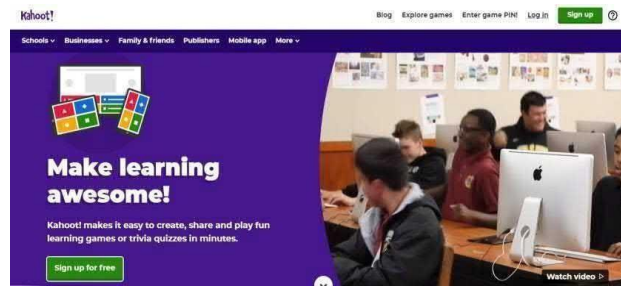 Kahoot!
Blog Explore games Enter game PIN! Log in Sign up
Schools Businesses Family & friends Publishers Mobile app More
Make learning
awesome!
Kahoot! makes it easy to create, share and play fun
learning games or trivia quizzes in minutes.
Sign up for free
Watch video